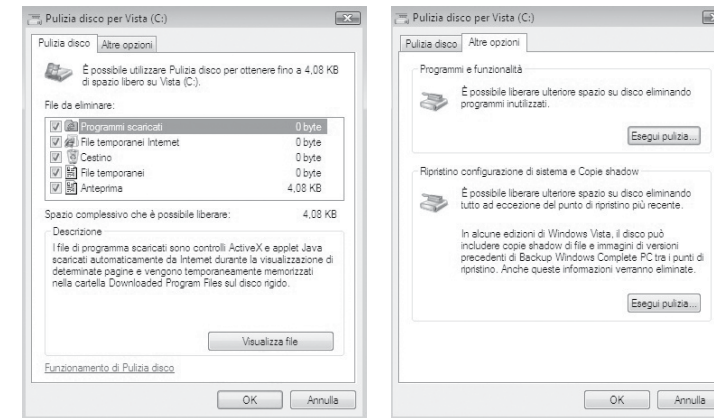 Pulizia disco per Vista (C:)
Pulizia disco
Altre opzioni
È possibile utilizzare Pulizia disco per ottenere fino a 4,08 KB
di spazio libero su Vista (C:).
File da eliminare:
Programmi scaricati 0 byte
File temporanei Internet 0 byte
Cestino 0 byte
File temporanei 0 byte
Anteprima 4,08 KB
Spazio complessivo che è possibile liberare: 4,08 KB
Descrizione
I file di programma scaricati sono controlli ActiveX e applet Java
scaricati automaticamente da Internet durante la visualizzazione di
determinate pagine e vengono temporaneamente memorizzati
nella cartella Downloaded Program Files sul disco rigido.
Visualizza file
Funzionamento di Pulizia disco
OK
Annulla
Pulizia disco per Vista (C:)
Pulizia disco
Altre opzioni
Programmi e funzionalità
È possibile liberare ulteriore spazio su disco eliminando
programmi inutilizzati.
Esegui pulizia...
Ripristino configurazione di sistema e Copie shadow
È possibile liberare ulteriore spazio su disco eliminando
tutto ad eccezione del punto di ripristino più recente.
In alcune edizioni di Windows Vista, il disco può
includere copie shadow di file e immagini di versioni
precedenti di Backup Windows Complete PC tra i punti di
ripristino. Anche queste informazioni verranno eliminate.
Esegui pulizia...
OK
Annulla